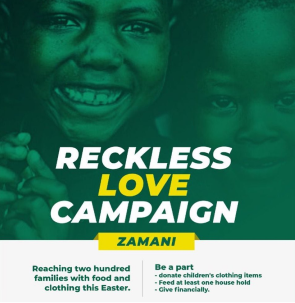 RECKLESS
LOVE
CAMPAIGN
ZAMANI
Reaching two hundred
families with food and
clothing this Easter.
Be a part
- donate children's clothing items
- Feed at least one house hold
- Give financially.